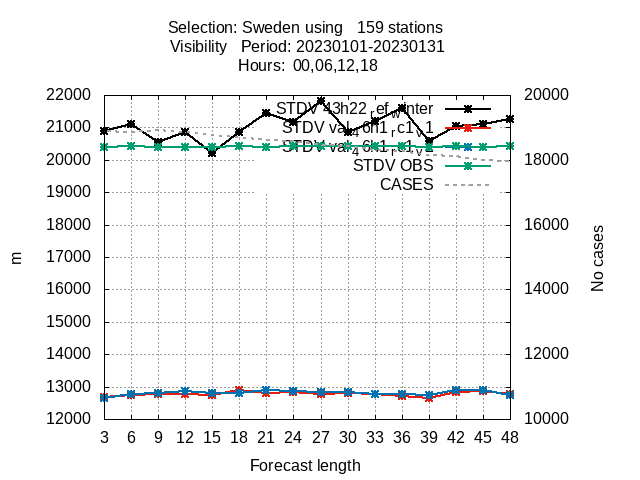 Selection: Sweden using 159 stations
Visibility Period: 20230101-20230131
Hours: 00,06,12,18
22000 20000
21000
20000 18000
19000
18000 16000
17000
16000 14000
15000
14000 12000
13000
12000 10000
STDV OBS
CASES
m
No cases
3 6 9 12 15 18 21 24 27 30 33 36 39 42 45 48
Forecast length